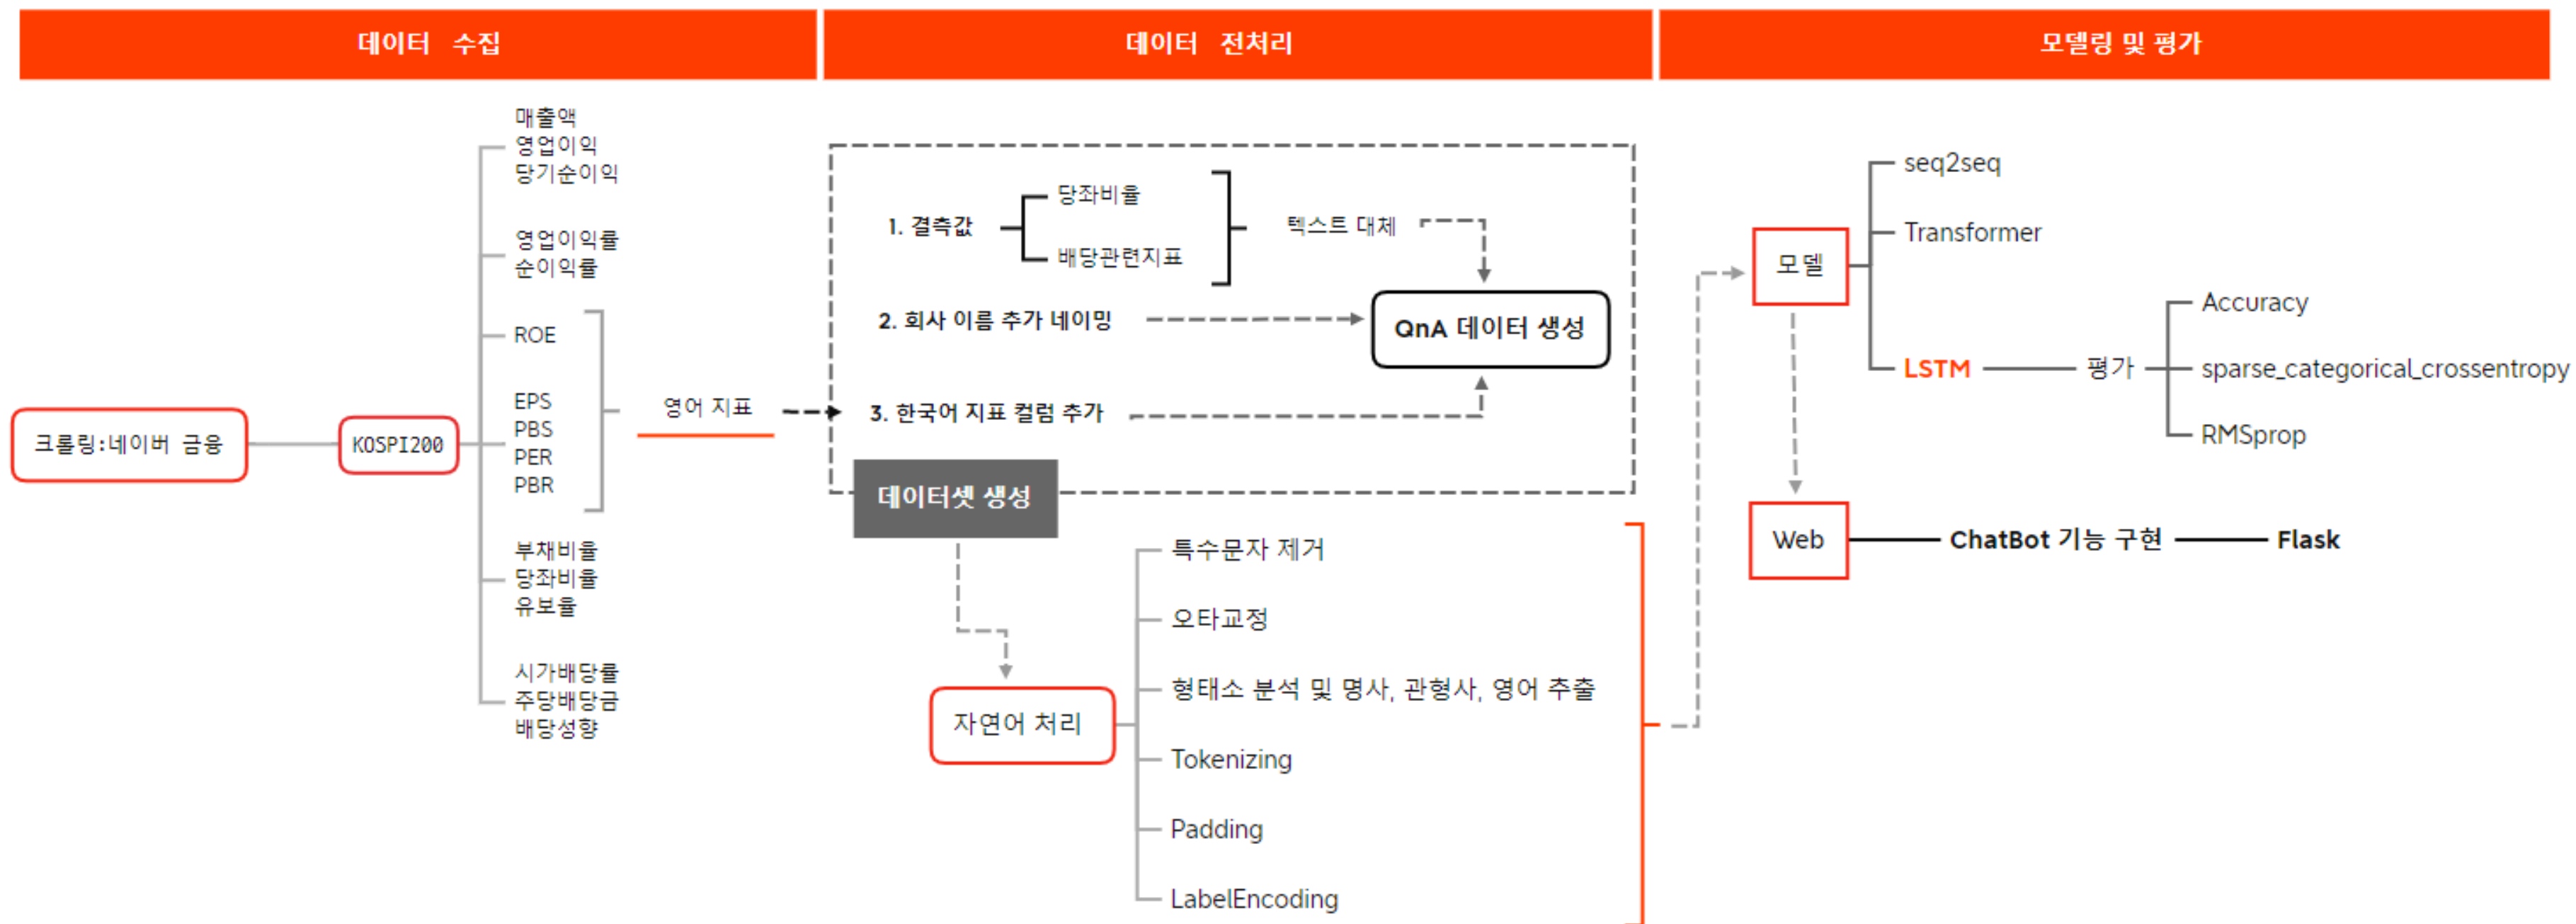 데이터 수집
데이터 전처리
모델링 및 평가
크롤링:네이버 금융
KOSPI200
매출액
영업이익
당기순이익
영업이익률
순이익률
ROE
EPS
PBS
PER
PBR
부채비율
당좌비율
유보율
시가배당률
주당배당금
배당성향
영어 지표
1. 결측값
당좌비율
배당관련지표
텍스트 대체
2. 회사 이름 추가 네이밍
QnA 데이터 생성
3. 한국어 지표 컬럼 추가
데이터셋 생성
자연어 처리
특수문자 제거
오타교정
형태소 분석 및 명사, 관형사, 영어 추출
Tokenizing
Padding
LabelEncoding
모델
seq2seq
Transformer
LSTM
평가
Accuracy
sparse_categorical_crossentropy
RMSprop
Web
ChatBot 기능 구현
Flask